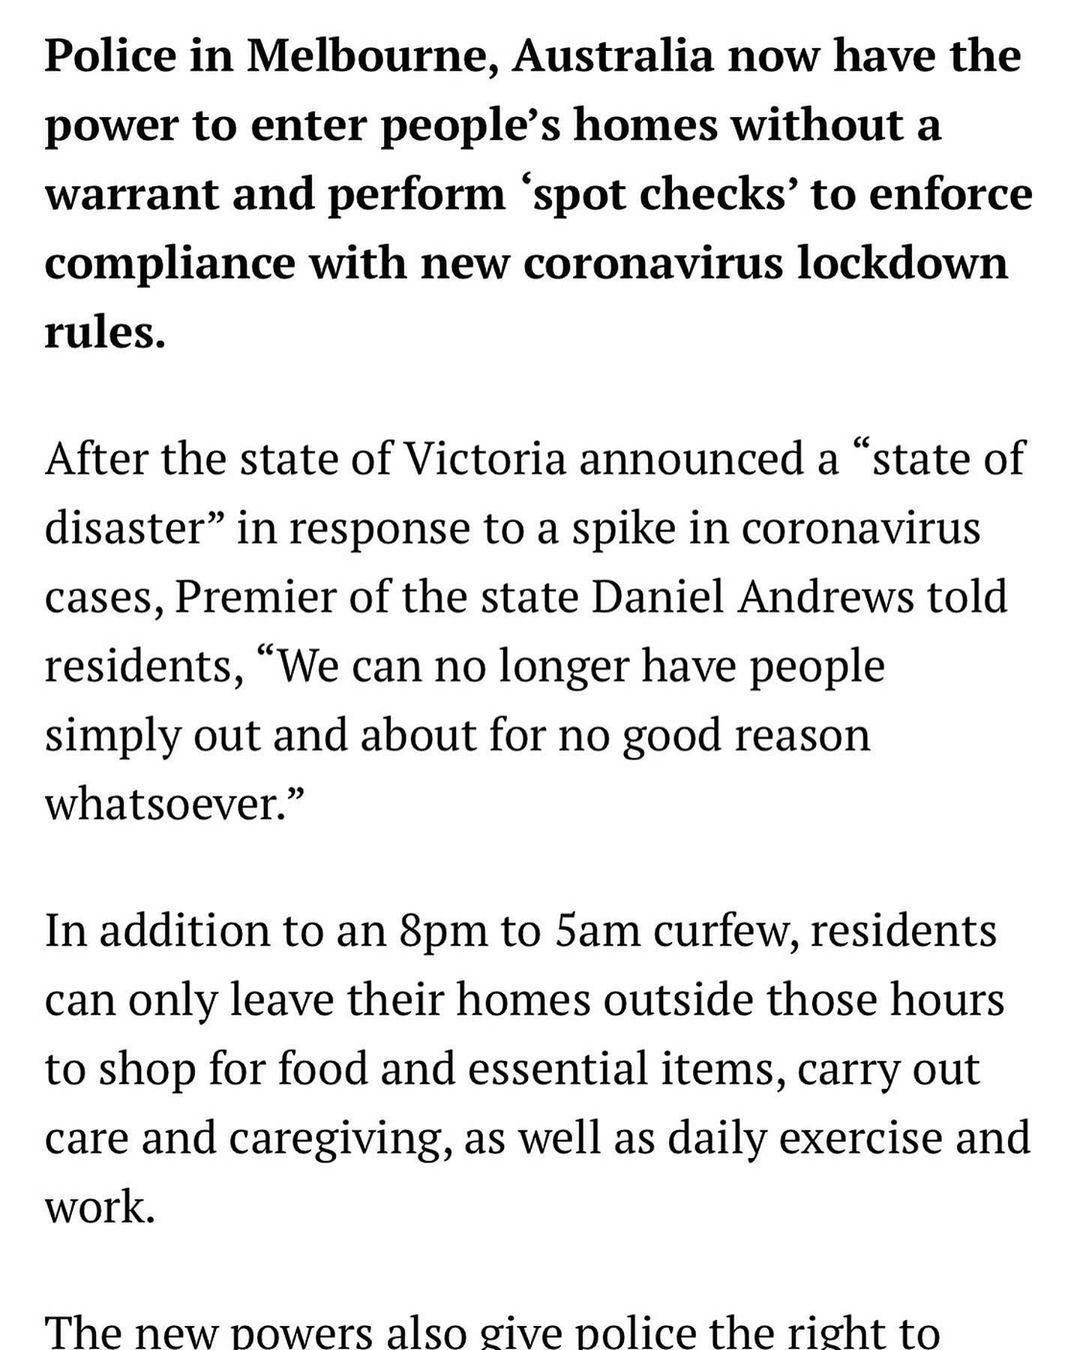 Police in Melbourne, Australia now have the
power to enter people’s homes without a
warrant and perform ‘spot checks’ to enforce
compliance with new coronavirus lockdown
rules.
After the state of Victoria announced a “state of
disaster” in response to a spike in coronavirus
cases, Premier of the state Daniel Andrews told
residents, “We can no longer have people
simply out and about for no good reason
whatsoever.”
In addition to an 8pm to 5am curfew, residents
can only leave their homes outside those hours
to shop for food and essential items, carry out
care and caregiving, as well as daily exercise and
work.
The new powers also give police the right to